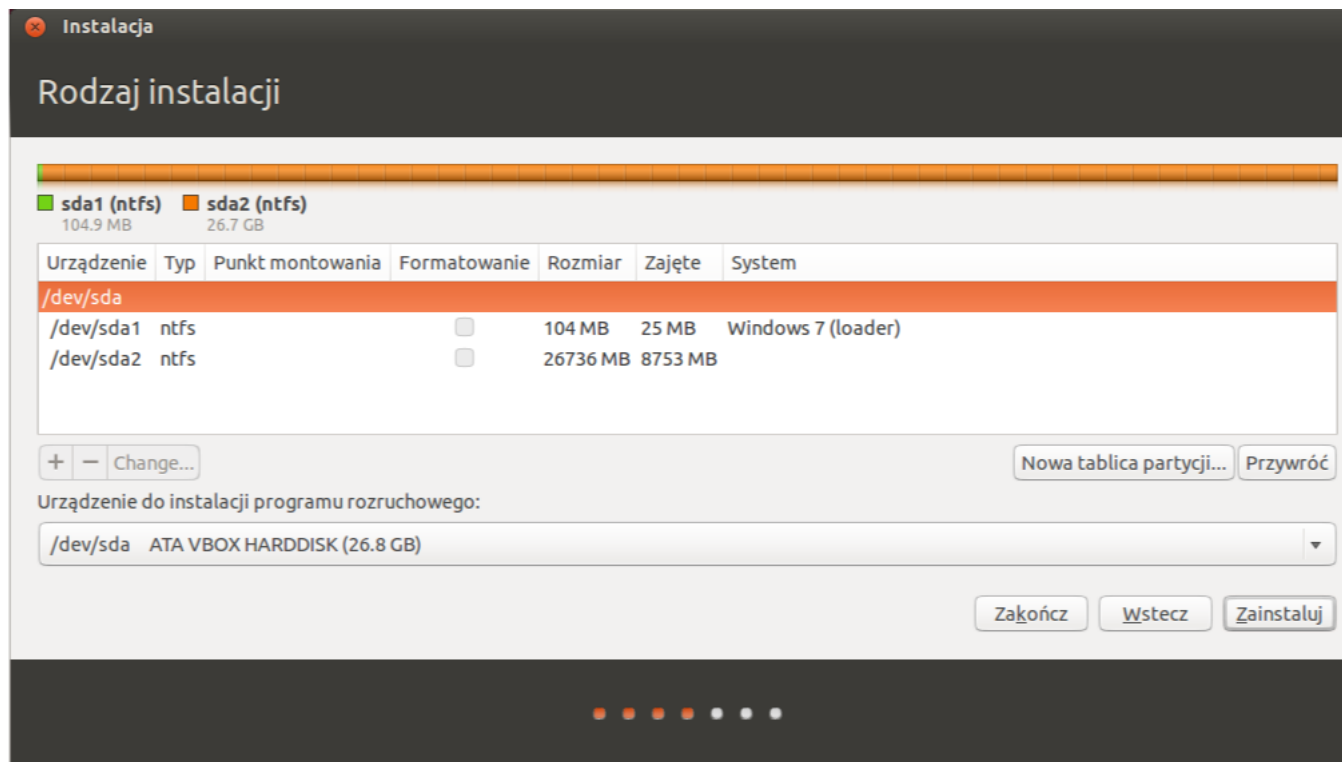 Instalacja
Rodzaj instalacji
sda1 (ntfs) sda2 (ntfs)
104.9 MB 26.7 GB
Urządzenie Typ Punkt montowania Formatowanie Rozmiar Zajęte System
/dev/sda
/dev/sda1 ntfs 104 MB 25 MB Windows 7 (loader)
/dev/sda2 ntfs 26736 MB 8753 MB
+ − Change... Nowa tablica partycji... Przywróć
Urządzenie do instalacji programu rozruchowego:
/dev/sda ATA VBOX HARDDISK (26.8 GB)
Zakończ Wstecz Zainstaluj